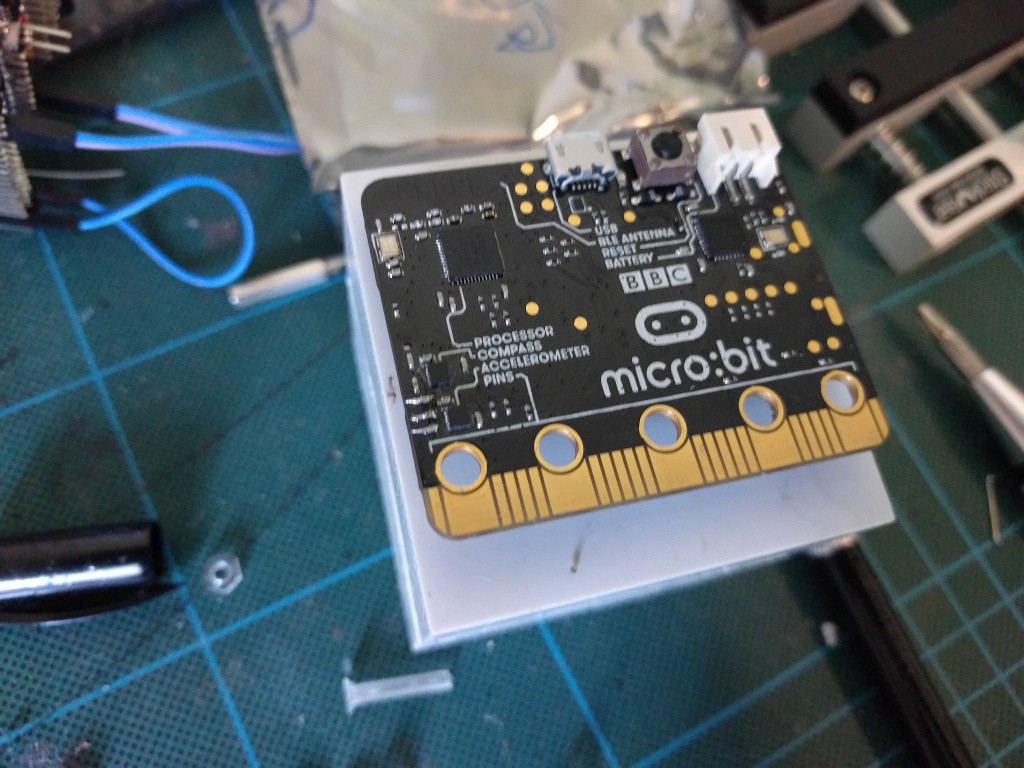 USB
BLE ANTENNA
RESET
BATTERY
BBC
PROCESSOR
COMPASS
ACCELEROMETER
PINS
micro:bit